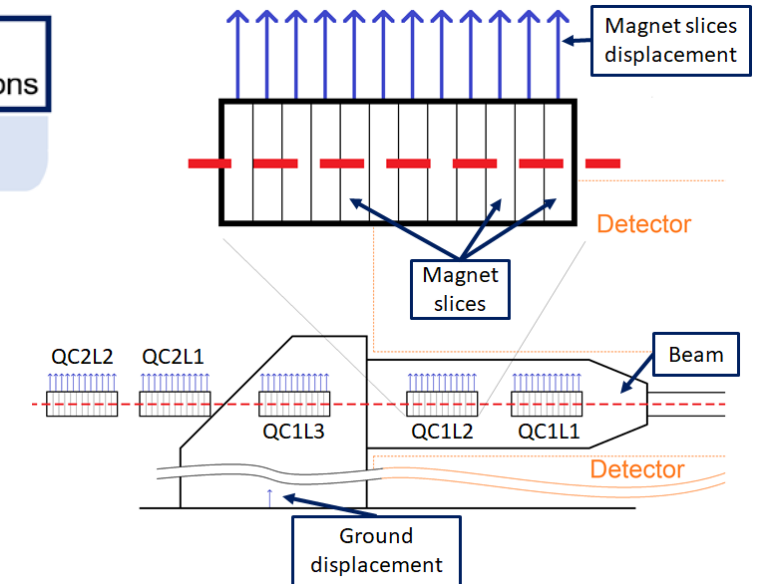 ons
Magnet slices
displacement
Detector
Magnet
slices
Beam
QC2L2
QC2L1
QC1L3
QC1L2
QC1L1
Detector
Ground
displacement